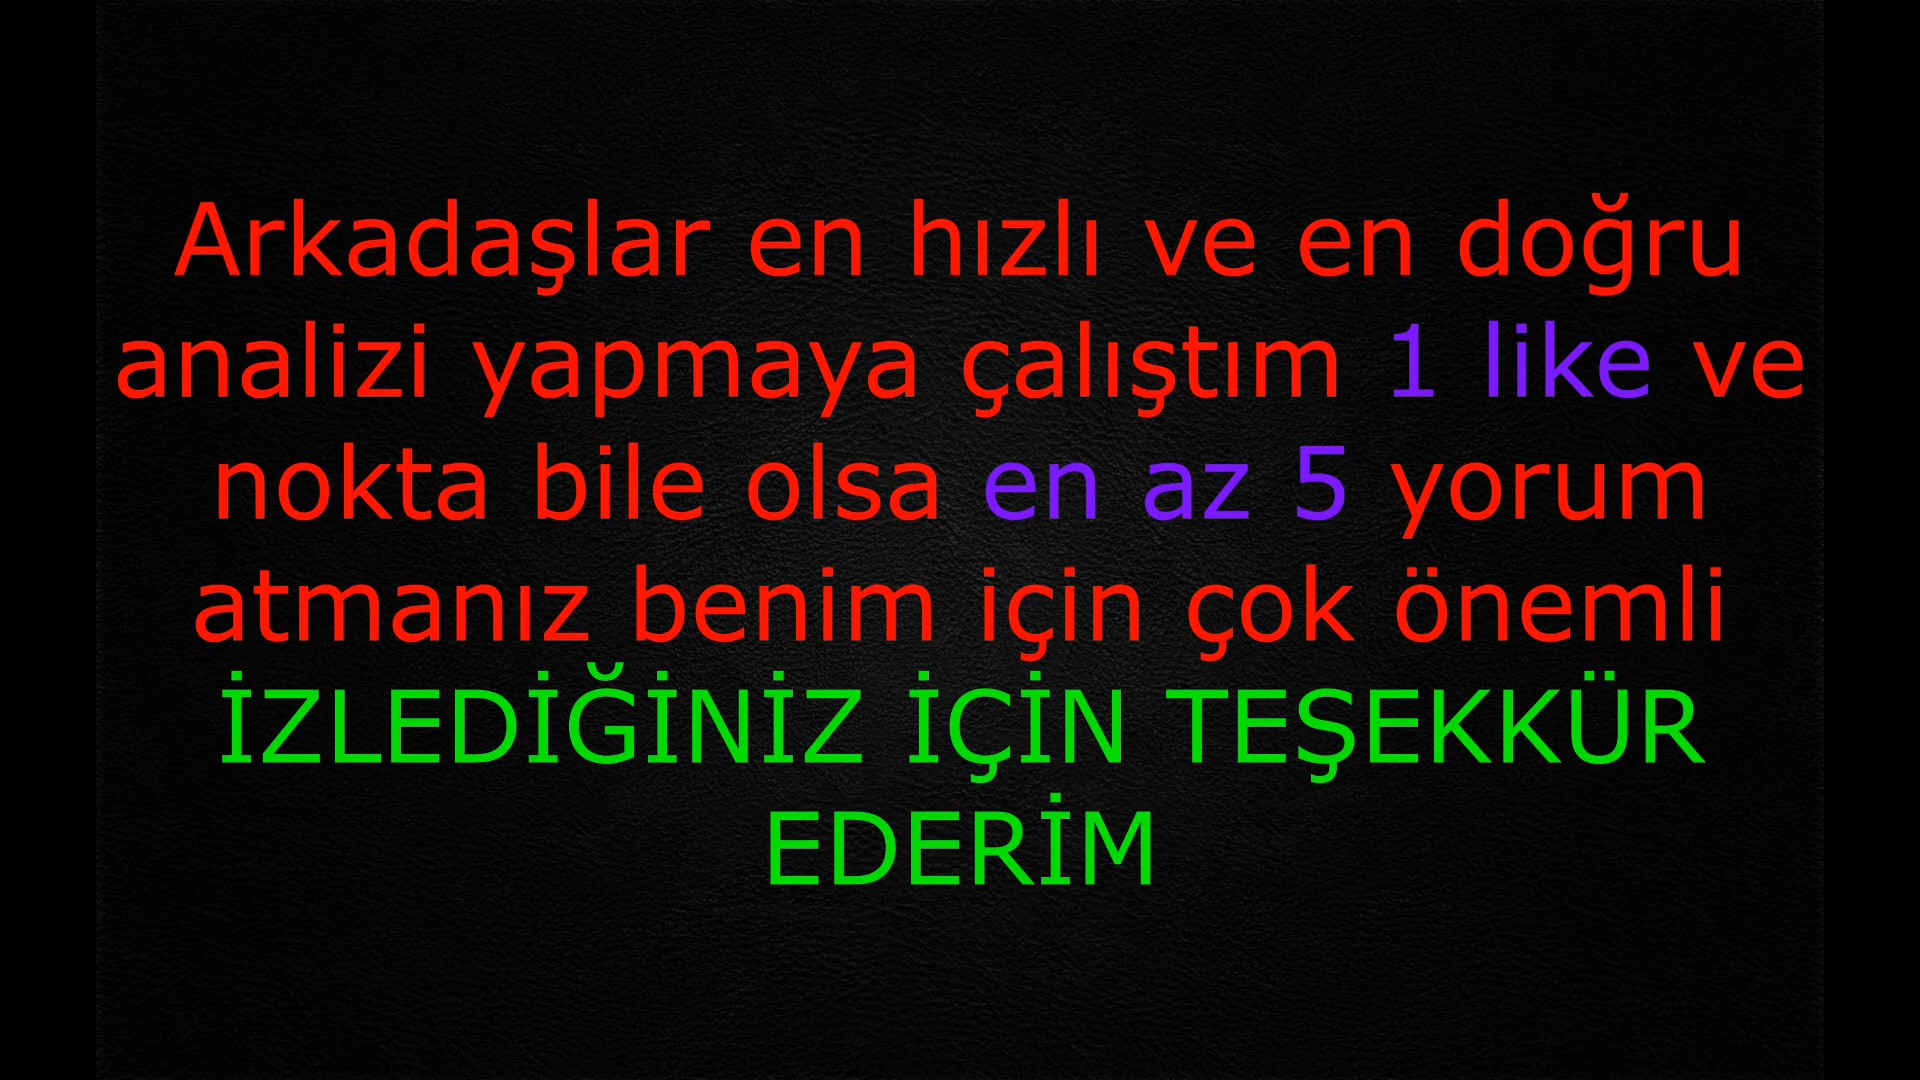 Arkadaşlar en hızlı ve en doğru
analizi yapmaya çalıştım 1 like ve
nokta bile olsa en az 5 yorum
atmanız benim için çok önemli
İZLEDİĞİNİZ İÇİN TEŞEKKÜR
EDERİM